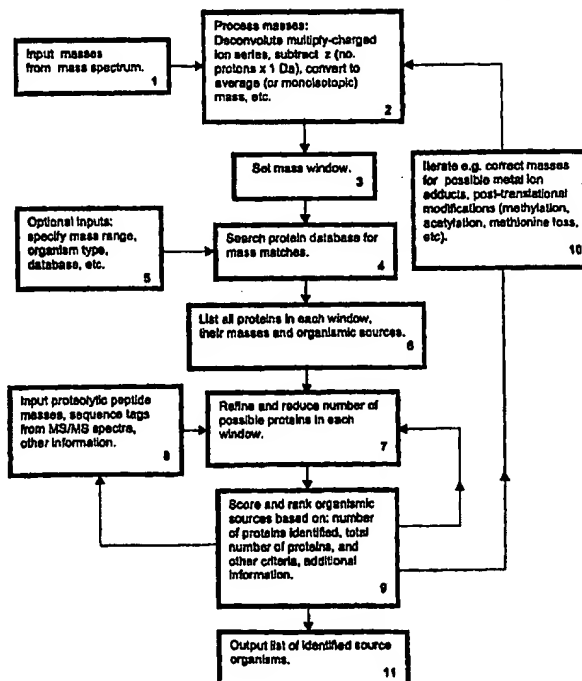 Input masses
from mass spectrum.
1
Process masses:
Deconvolute multiply-charged
ion series, subtract z (no.
protons x 1 Da), convert to
average (or monoisotopic)
mass, etc.
2
Set mass window.
3
Iterate e.g. correct masses
for possible metal ion
adducts, post-translational
modifications (methylation,
acetylation, methionine loss,
etc).
10
Optional inputs:
specify mass range,
organism type,
database, etc.
5
Search protein database for
mass matches.
4
List all proteins in each window,
their masses and organismic sources.
6
Input proteolytic peptide
masses, sequence tags
from MS/MS spectra,
other information.
8
Refine and reduce number of
possible proteins in each
window.
7
Score and rank organismic
sources based on: number
of proteins identified, total
number of proteins, and
other criteria, additional
information.
9
Output list of identified source
organisms.
11